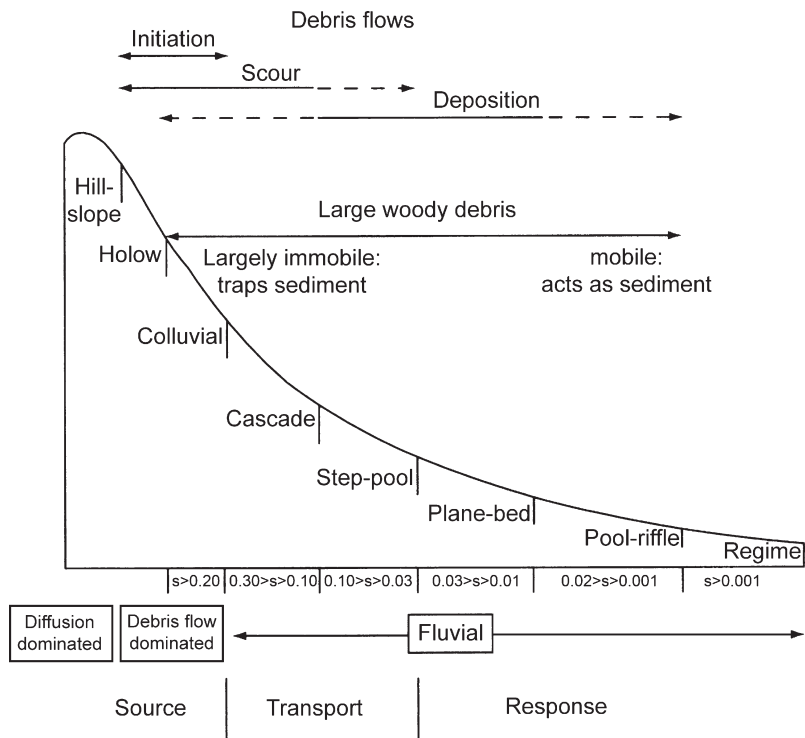 Debris flows
Initiation
Scour
Deposition
Hill-
slope
Large woody debris
Holow
Largely immobile:
traps sediment
mobile:
acts as sediment
Colluvial
Cascade
Step-pool
Plane-bed
Pool-riffle
Regime
s>0.20
0.30>s>0.10
0.10>s>0.03
0.03>s>0.01
0.02>s>0.001
s>0.001
Diffusion
dominated
Debris flow
dominated
Fluvial
Source
Transport
Response